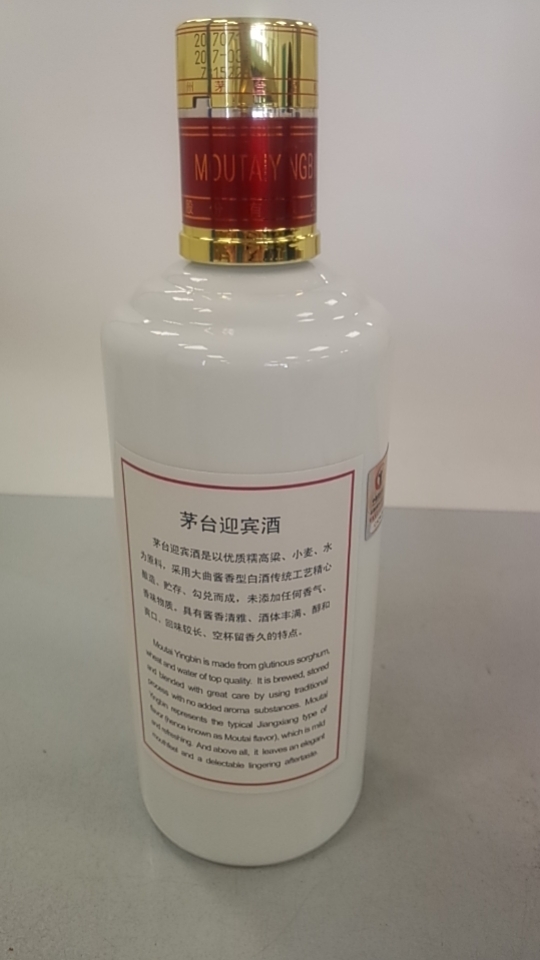 茅台
MOUTAI Y NGB
茅台迎宾酒
茅台迎宾酒是以优质糯高粱、小麦、水
为原料，采用大曲酱香型白酒传统工艺精心
酿造、贮存、勾兑而成，未添加任何香气、
香味物质，具有酱香清雅、酒体丰满、醇和
爽口、回味较长、空杯留香久的特点。
Moutai Yingbin is made from glutinous sorghum,
wheat and water of top quality. It is brewed, stored
and blended with great care by using traditional
process with no added aroma substances. Moutai
Yingbin represents the typical Jiangxiang type of
flavor (hence known as Moutai flavor), which is mild
and refreshing. And above all, it leaves an elegant
mouthfeel and a delectable lingering aftertaste.